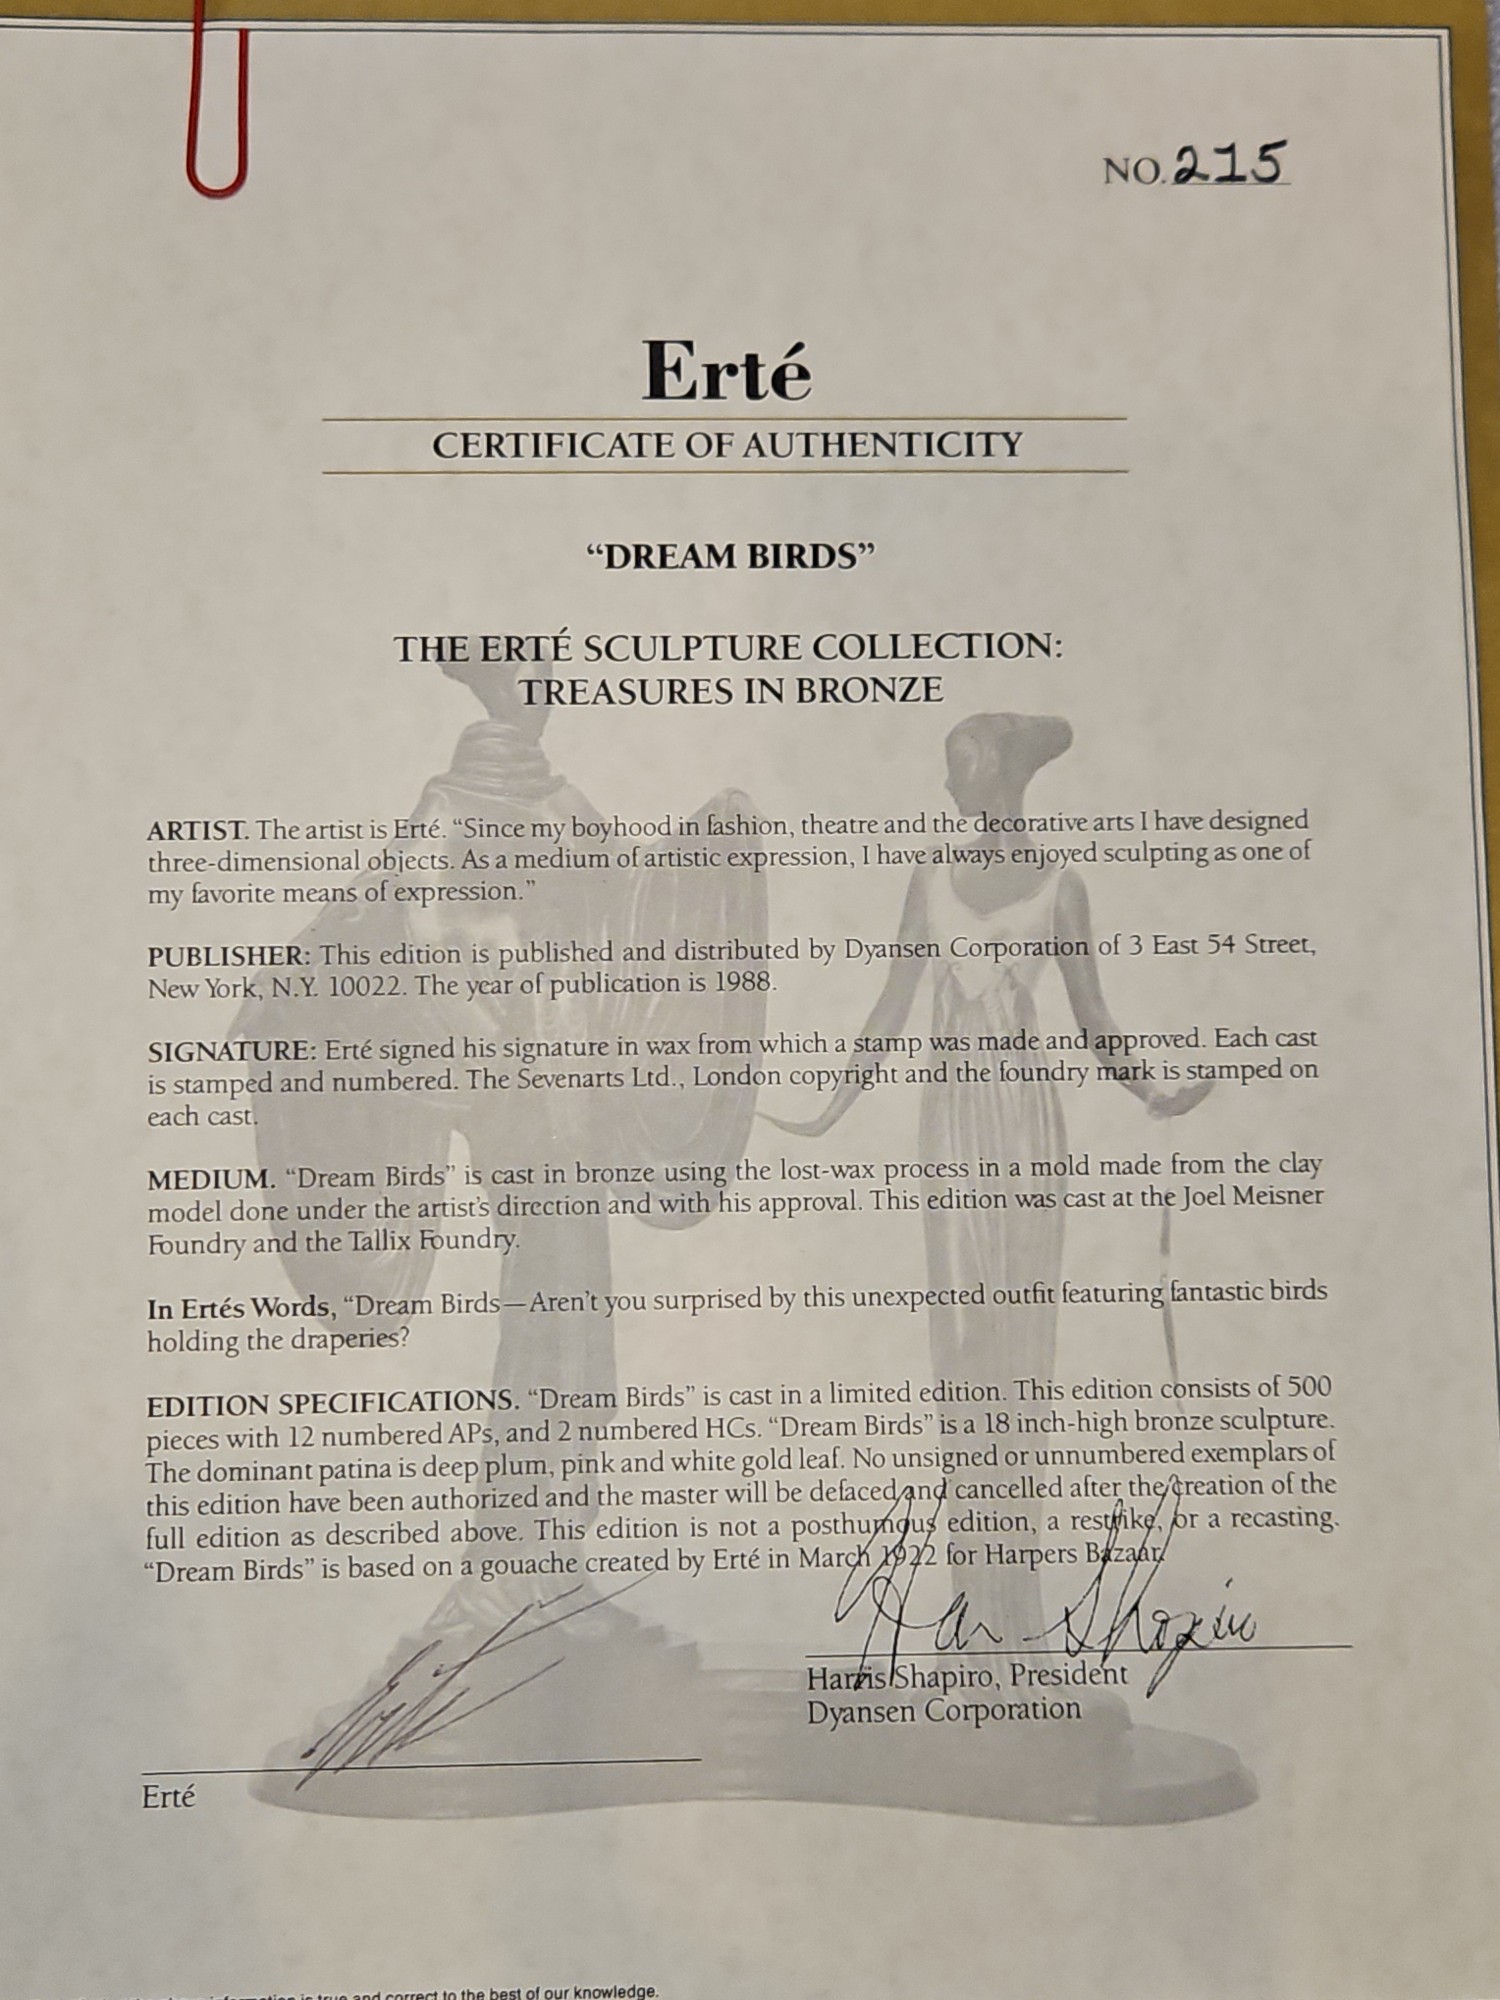 NO. 215
Erté
CERTIFICATE OF AUTHENTICITY
“DREAM BIRDS”
THE ERTÉ SCULPTURE COLLECTION:
TREASURES IN BRONZE
ARTIST. The artist is Erté. “Since my boyhood in fashion, theatre and the decorative arts I have designed
three-dimensional objects. As a medium of artistic expression, I have always enjoyed sculpting as one of
my favorite means of expression.”
PUBLISHER: This edition is published and distributed by Dyansen Corporation of 3 East 54 Street,
New York, N.Y. 10022. The year of publication is 1988.
SIGNATURE: Erté signed his signature in wax from which a stamp was made and approved. Each cast
is stamped and numbered. The Sevenarts Ltd., London copyright and the foundry mark is stamped on
each cast.
MEDIUM. “Dream Birds” is cast in bronze using the lost-wax process in a mold made from the clay
model done under the artist's direction and with his approval. This edition was cast at the Joel Meisner
Foundry and the Tallix Foundry.
In Ertés Words, “Dream Birds—Aren't you surprised by this unexpected outfit featuring fantastic birds
holding the draperies?
EDITION SPECIFICATIONS. “Dream Birds” is cast in a limited edition. This edition consists of 500
pieces with 12 numbered APs, and 2 numbered HCs. “Dream Birds” is a 18 inch-high bronze sculpture.
The dominant patina is deep plum, pink and white gold leaf. No unsigned or unnumbered exemplars of
this edition have been authorized and the master will be defaced and cancelled after the creation of the
full edition as described above. This edition is not a posthumous edition, a restrike, or a recasting.
“Dream Birds” is based on a gouache created by Erté in March 1922 for Harpers Bazaar.
Har Shapiro
Harris Shapiro, President
Dyansen Corporation
Erté
Erté
is true and correct to the best of our knowledge.